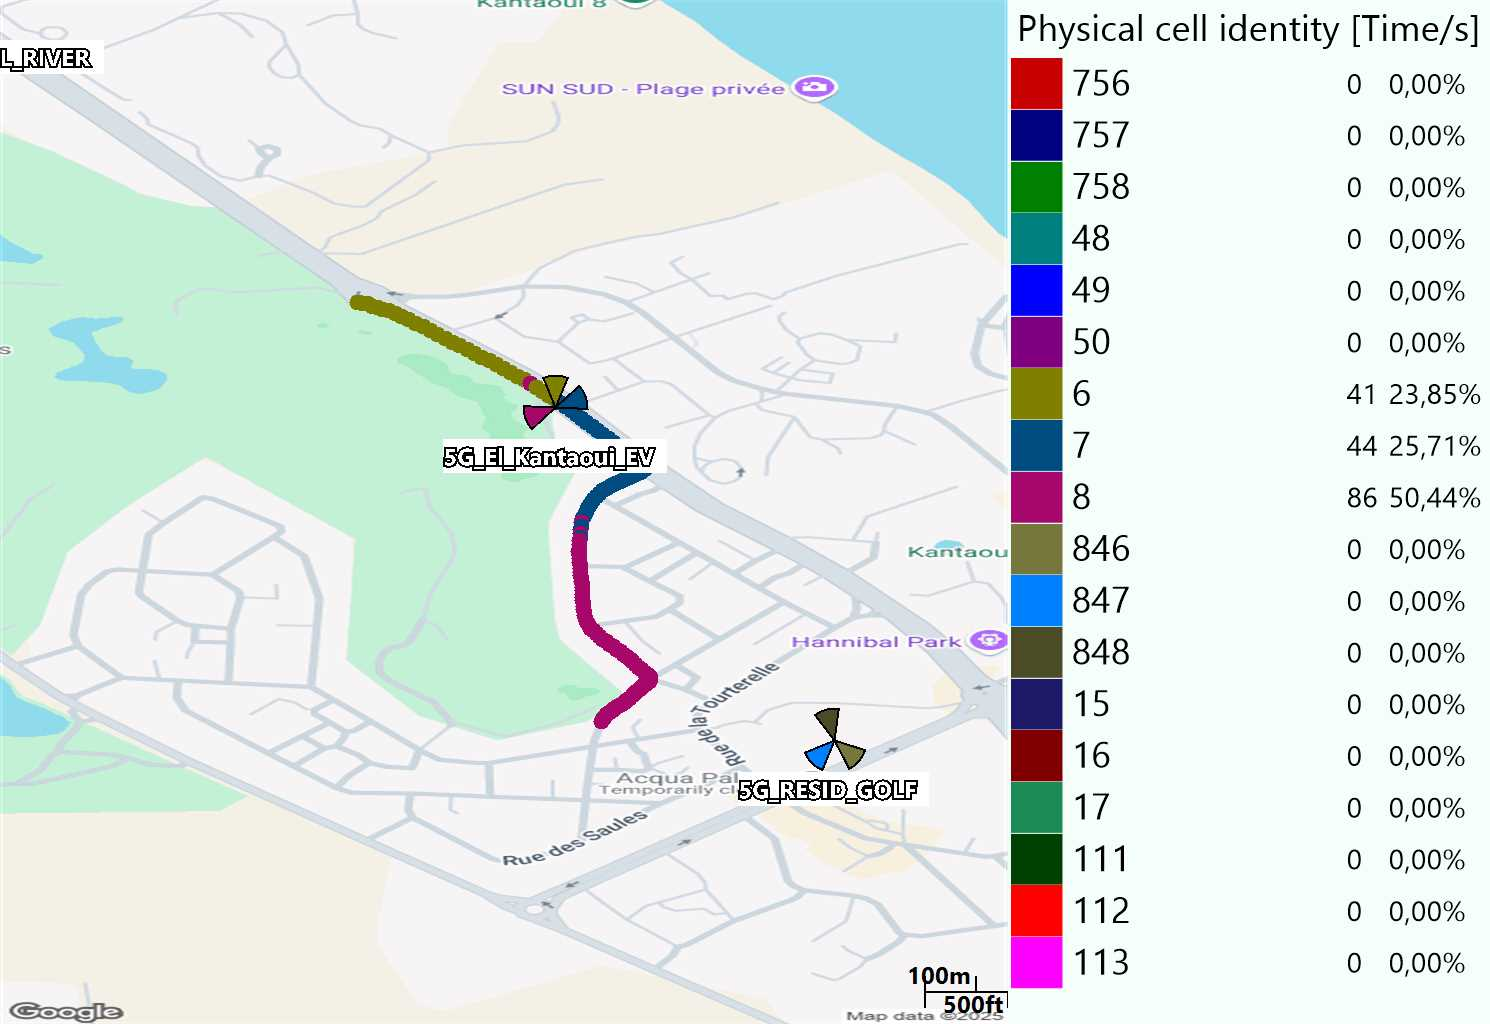 Kantaoui 8
L_RIVER
SUN SUD - Plage privée
s
5G_El_Kantaoui_EV
Kantaou
Hannibal Park
Rue de la Tourterelle
Acqua Pal
Temporarily cl
5G_RESID_GOLF
Rue des Saules
100m
500ft
Google
Map data ©2025
Physical cell identity [Time/s]
756 0 0,00%
757 0 0,00%
758 0 0,00%
48 0 0,00%
49 0 0,00%
50 0 0,00%
6 41 23,85%
7 44 25,71%
8 86 50,44%
846 0 0,00%
847 0 0,00%
848 0 0,00%
15 0 0,00%
16 0 0,00%
17 0 0,00%
111 0 0,00%
112 0 0,00%
113 0 0,00%